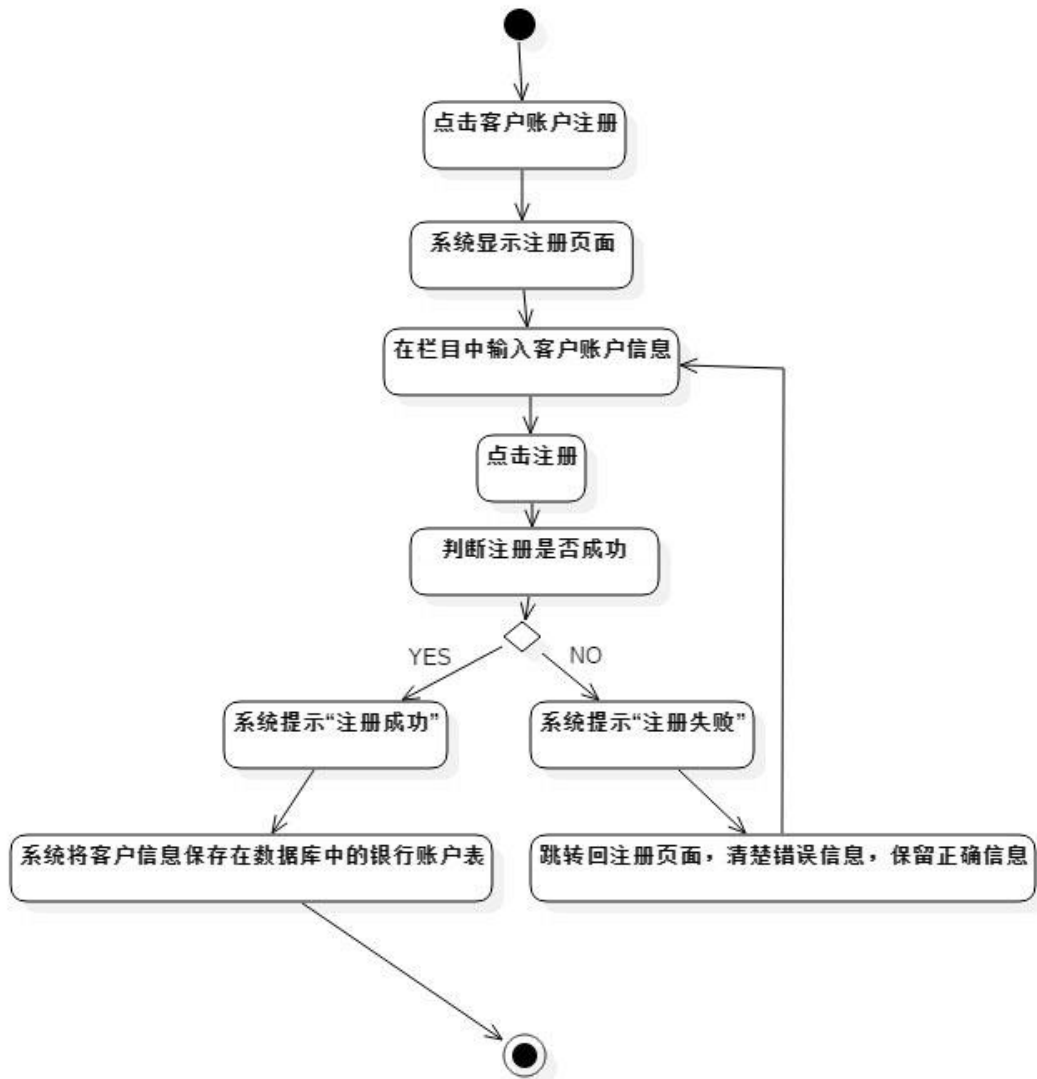 点击客户账户注册
系统显示注册页面
在栏目中输入客户账户信息
点击注册
判断注册是否成功
YES
NO
系统提示“注册成功”
系统提示“注册失败”
系统将客户信息保存在数据库中的银行账户表
跳转回注册页面，清楚错误信息，保留正确信息